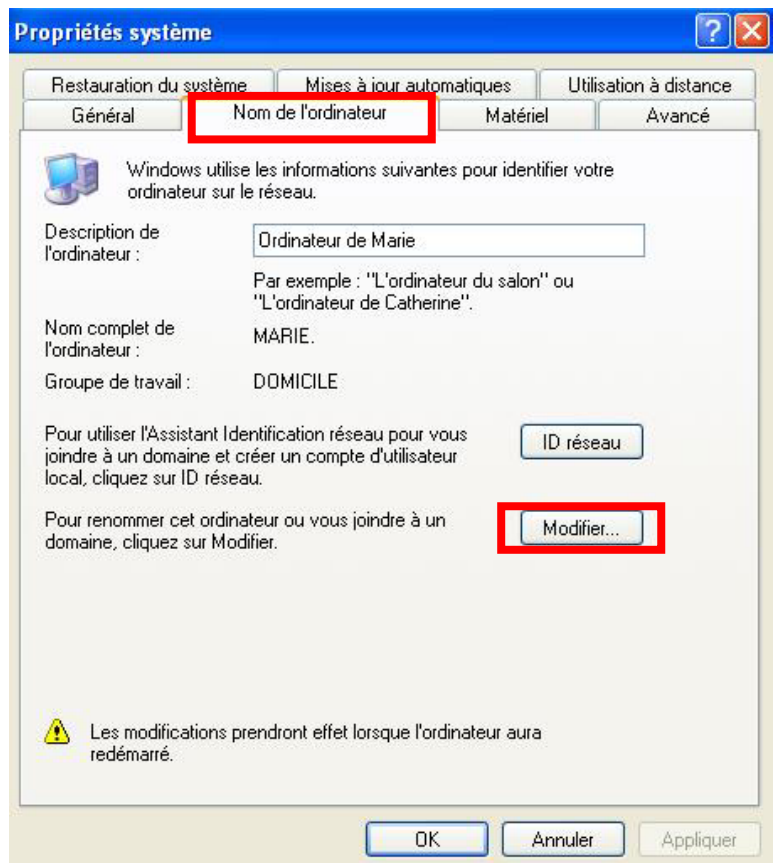 Propriétés système
Restauration du système
Mises à jour automatiques
Utilisation à distance
Général
Nom de l'ordinateur
Matériel
Avancé
Windows utilise les informations suivantes pour identifier votre
ordinateur sur le réseau.
Description de
l'ordinateur :
Ordinateur de Marie
Par exemple : "L'ordinateur du salon" ou
"L'ordinateur de Catherine".
Nom complet de
l'ordinateur :
MARIE.
Groupe de travail :
DOMICILE
Pour utiliser l'Assistant Identification réseau pour vous
joindre à un domaine et créer un compte d'utilisateur
local, cliquez sur ID réseau.
ID réseau
Pour renommer cet ordinateur ou vous joindre à un
domaine, cliquez sur Modifier.
Modifier...
Les modifications prendront effet lorsque l'ordinateur aura
redémarré.
OK
Annuler
Appliquer